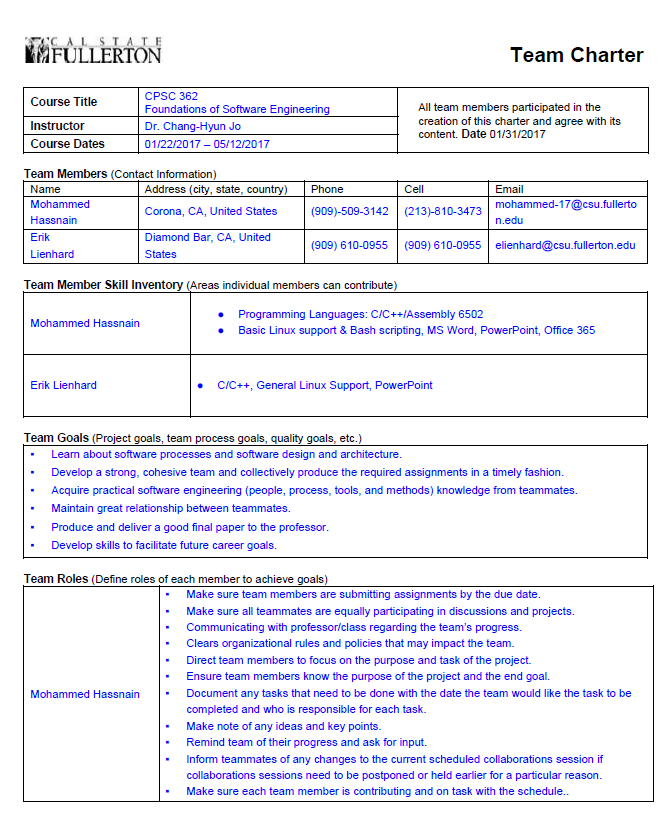 CAL STATE
FULLERTON
Team Charter
Course Title
CPSC 362
Foundations of Software Engineering
Instructor
Dr. Chang-Hyun Jo
Course Dates
01/22/2017 – 05/12/2017
All team members participated in the
creation of this charter and agree with its
content. Date 01/31/2017
Team Members (Contact Information)
Name Address (city, state, country) Phone Cell Email
Mohammed
Hassnain
Corona, CA, United States
(909)-509-3142
(213)-810-3473
mohammed-17@csu.fullerto
n.edu
Erik
Lienhard
Diamond Bar, CA, United
States
(909) 610-0955
(909) 610-0955
elienhard@csu.fullerton.edu
Team Member Skill Inventory (Areas individual members can contribute)
Mohammed Hassnain
● Programming Languages: C/C++/Assembly 6502
● Basic Linux support & Bash scripting, MS Word, PowerPoint, Office 365
Erik Lienhard
● C/C++, General Linux Support, PowerPoint
Team Goals (Project goals, team process goals, quality goals, etc.)
▪ Learn about software processes and software design and architecture.
▪ Develop a strong, cohesive team and collectively produce the required assignments in a timely fashion.
▪ Acquire practical software engineering (people, process, tools, and methods) knowledge from teammates.
▪ Maintain great relationship between teammates.
▪ Produce and deliver a good final paper to the professor.
▪ Develop skills to facilitate future career goals.
Team Roles (Define roles of each member to achieve goals)
Mohammed Hassnain
▪ Make sure team members are submitting assignments by the due date.
▪ Make sure all teammates are equally participating in discussions and projects.
▪ Communicating with professor/class regarding the team's progress.
▪ Clears organizational rules and policies that may impact the team.
▪ Direct team members to focus on the purpose and task of the project.
▪ Ensure team members know the purpose of the project and the end goal.
▪ Document any tasks that need to be done with the date the team would like the task to be
completed and who is responsible for each task.
▪ Make note of any ideas and key points.
▪ Remind team of their progress and ask for input.
▪ Inform teammates of any changes to the current scheduled collaborations session if
collaborations sessions need to be postponed or held earlier for a particular reason.
▪ Make sure each team member is contributing and on task with the schedule..